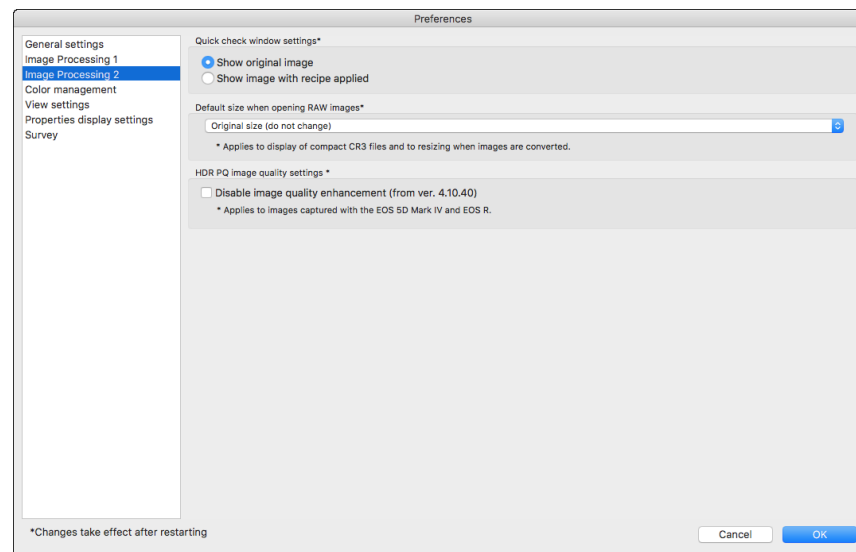 Preferences
General settings
Image Processing 1
Image Processing 2
Color management
View settings
Properties display settings
Survey
Quick check window settings*
Show original image
Show image with recipe applied
Default size when opening RAW images*
Original size (do not change)
* Applies to display of compact CR3 files and to resizing when images are converted.
HDR PQ image quality settings *
Disable image quality enhancement (from ver. 4.10.40)
* Applies to images captured with the EOS 5D Mark IV and EOS R.
*Changes take effect after restarting
Cancel
OK